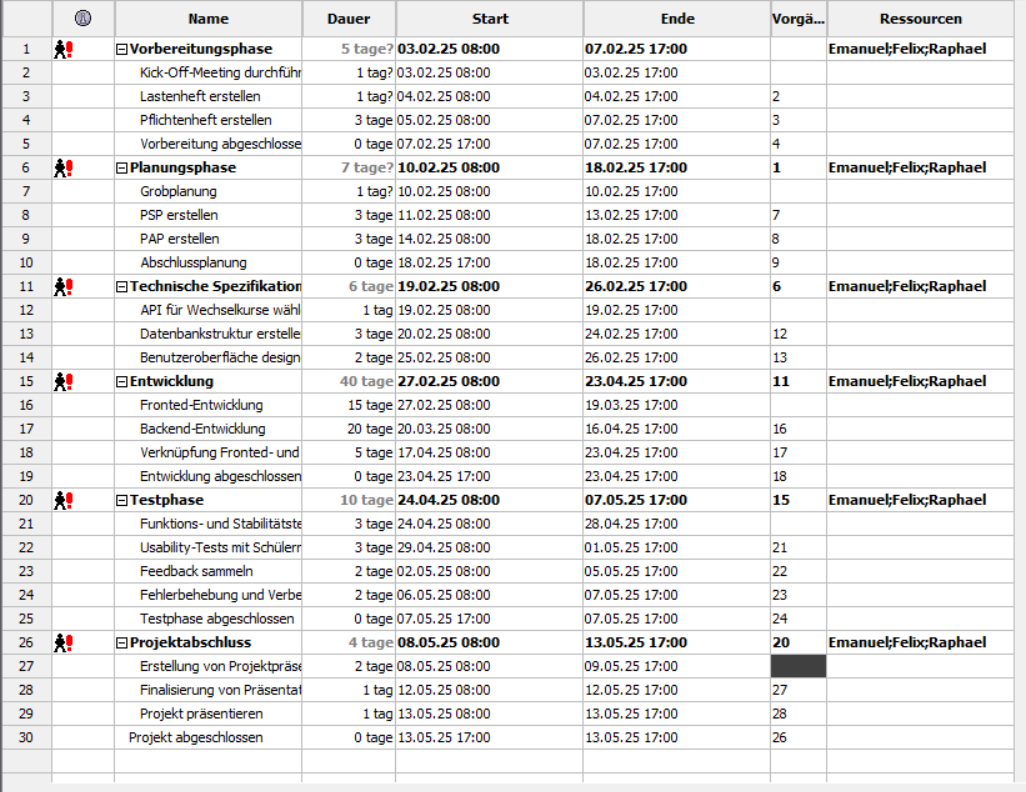 Name Dauer Start Ende Vorgä... Ressourcen
1 Vorbereitungsphase 5 tage? 03.02.25 08:00 07.02.25 17:00 Emanuel;Felix;Raphael
2 Kick-Off-Meeting durchführ 1 tag? 03.02.25 08:00 03.02.25 17:00
3 Lastenheft erstellen 1 tag? 04.02.25 08:00 04.02.25 17:00 2
4 Pflichtenheft erstellen 3 tage 05.02.25 08:00 07.02.25 17:00 3
5 Vorbereitung abgeschlosse 0 tage 07.02.25 17:00 07.02.25 17:00 4
6 Planungsphase 7 tage? 10.02.25 08:00 18.02.25 17:00 1 Emanuel;Felix;Raphael
7 Grobplanung 1 tag? 10.02.25 08:00 10.02.25 17:00
8 PSP erstellen 3 tage 11.02.25 08:00 13.02.25 17:00 7
9 PAP erstellen 3 tage 14.02.25 08:00 18.02.25 17:00 8
10 Abschlussplanung 0 tage 18.02.25 17:00 18.02.25 17:00 9
11 Technische Spezifikation 6 tage 19.02.25 08:00 26.02.25 17:00 6 Emanuel;Felix;Raphael
12 API für Wechselkurse wähl 1 tag 19.02.25 08:00 19.02.25 17:00
13 Datenbankstruktur erstelle 3 tage 20.02.25 08:00 24.02.25 17:00 12
14 Benutzeroberfläche design 2 tage 25.02.25 08:00 26.02.25 17:00 13
15 Entwicklung 40 tage 27.02.25 08:00 23.04.25 17:00 11 Emanuel;Felix;Raphael
16 Fronted-Entwicklung 15 tage 27.02.25 08:00 19.03.25 17:00
17 Backend-Entwicklung 20 tage 20.03.25 08:00 16.04.25 17:00 16
18 Verknüpfung Fronted- und 5 tage 17.04.25 08:00 23.04.25 17:00 17
19 Entwicklung abgeschlossen 0 tage 23.04.25 17:00 23.04.25 17:00 18
20 Testphase 10 tage 24.04.25 08:00 07.05.25 17:00 15 Emanuel;Felix;Raphael
21 Funktions- und Stabilitätste 3 tage 24.04.25 08:00 28.04.25 17:00
22 Usability-Tests mit Schülern 3 tage 29.04.25 08:00 01.05.25 17:00 21
23 Feedback sammeln 2 tage 02.05.25 08:00 05.05.25 17:00 22
24 Fehlerbehebung und Verbe 2 tage 06.05.25 08:00 07.05.25 17:00 23
25 Testphase abgeschlossen 0 tage 07.05.25 17:00 07.05.25 17:00 24
26 Projektabschluss 4 tage 08.05.25 08:00 13.05.25 17:00 20 Emanuel;Felix;Raphael
27 Erstellung von Projektpräse 2 tage 08.05.25 08:00 09.05.25 17:00
28 Finalisierung von Präsentat 1 tag 12.05.25 08:00 12.05.25 17:00 27
29 Projekt präsentieren 1 tag 13.05.25 08:00 13.05.25 17:00 28
30 Projekt abgeschlossen 0 tage 13.05.25 17:00 13.05.25 17:00 26